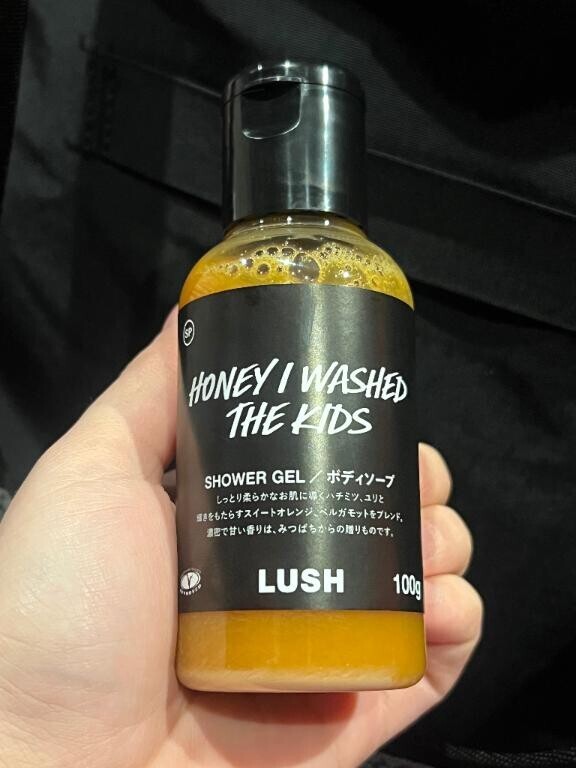 SP
HONEY I WASHED
THE KIDS
SHOWER GEL / ボディソープ
しっとり柔らかなお肌に導くハチミツ、ユリと
輝きをもたらすスイートオレンジ、ベルガモットをブレンド。
濃密で甘い香りは、みつばちからの贈りものです。
LUSH
100g